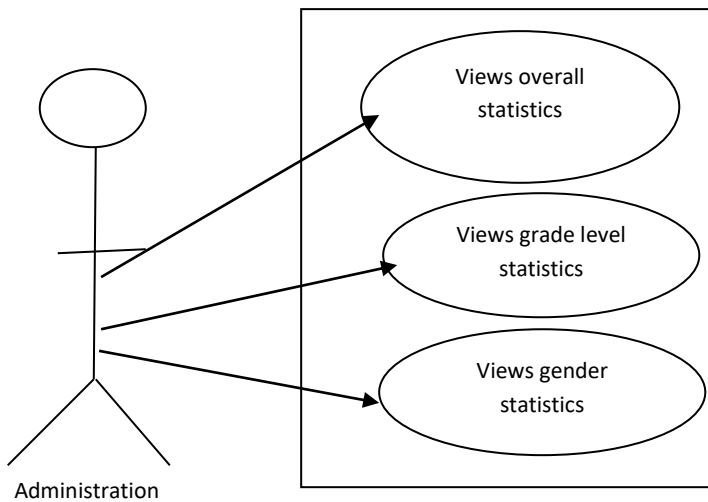 Views overall
statistics
Views grade level
statistics
Views gender
statistics
Administration